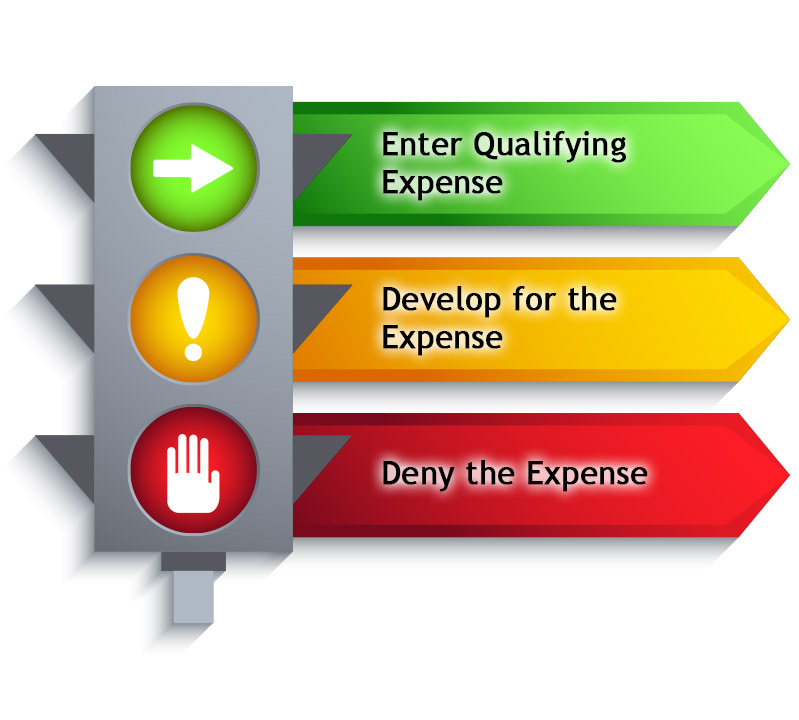 Enter Qualifying
Expense
Develop for the
Expense
Deny the Expense